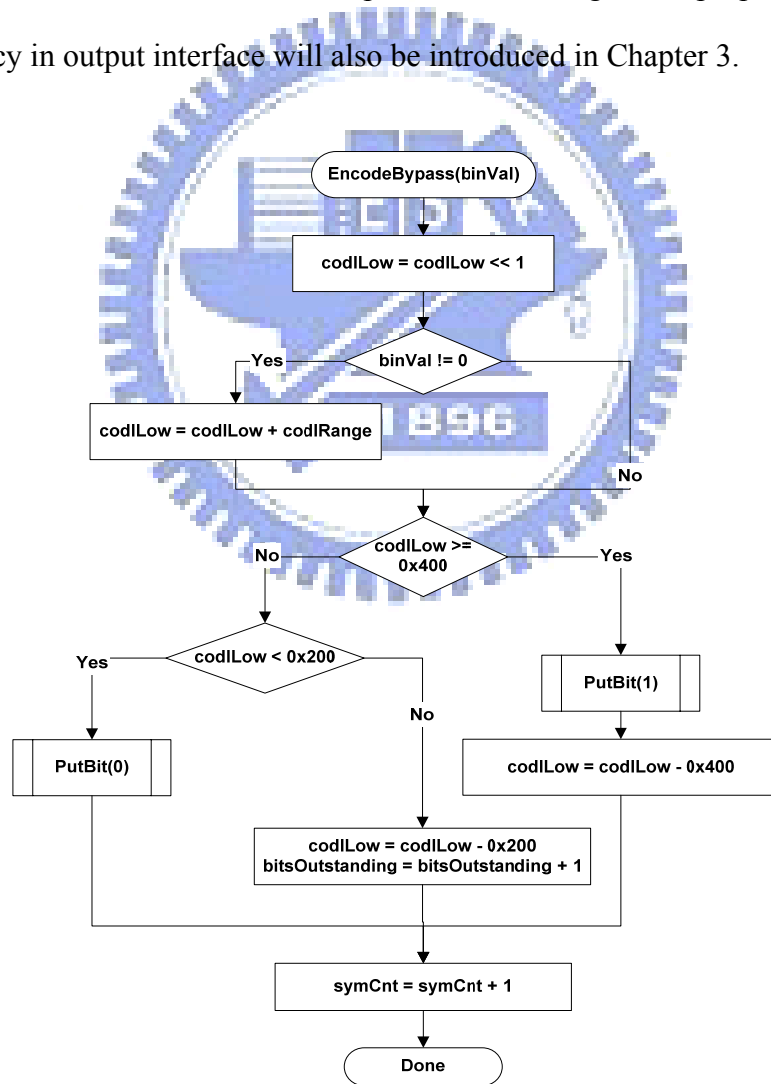 cy in output interface will also be introduced in Chapter 3.
EncodeBypass(binVal)
codILow = codILow << 1
Yes
binVal != 0
codILow = codILow + codIRange
1896
No
codILow >=
0x400
No
Yes
codILow < 0x200
Yes
PutBit(1)
No
PutBit(0)
codILow = codILow - 0x400
codILow = codILow - 0x200
bitsOutstanding = bitsOutstanding + 1
symCnt = symCnt + 1
Done